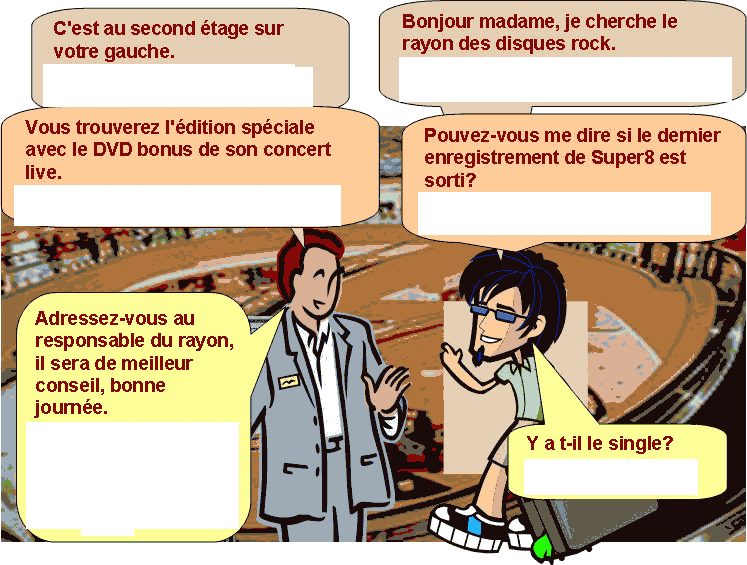 C'est au second étage sur
votre gauche.
Bonjour madame, je cherche le
rayon des disques rock.
Vous trouverez l'édition spéciale
avec le DVD bonus de son concert
live.
Pouvez-vous me dire si le dernier
enregistrement de Super8 est
sorti?
Adressez-vous au
responsable du rayon,
il sera de meilleur
conseil, bonne
journée.
Y a t-il le single?